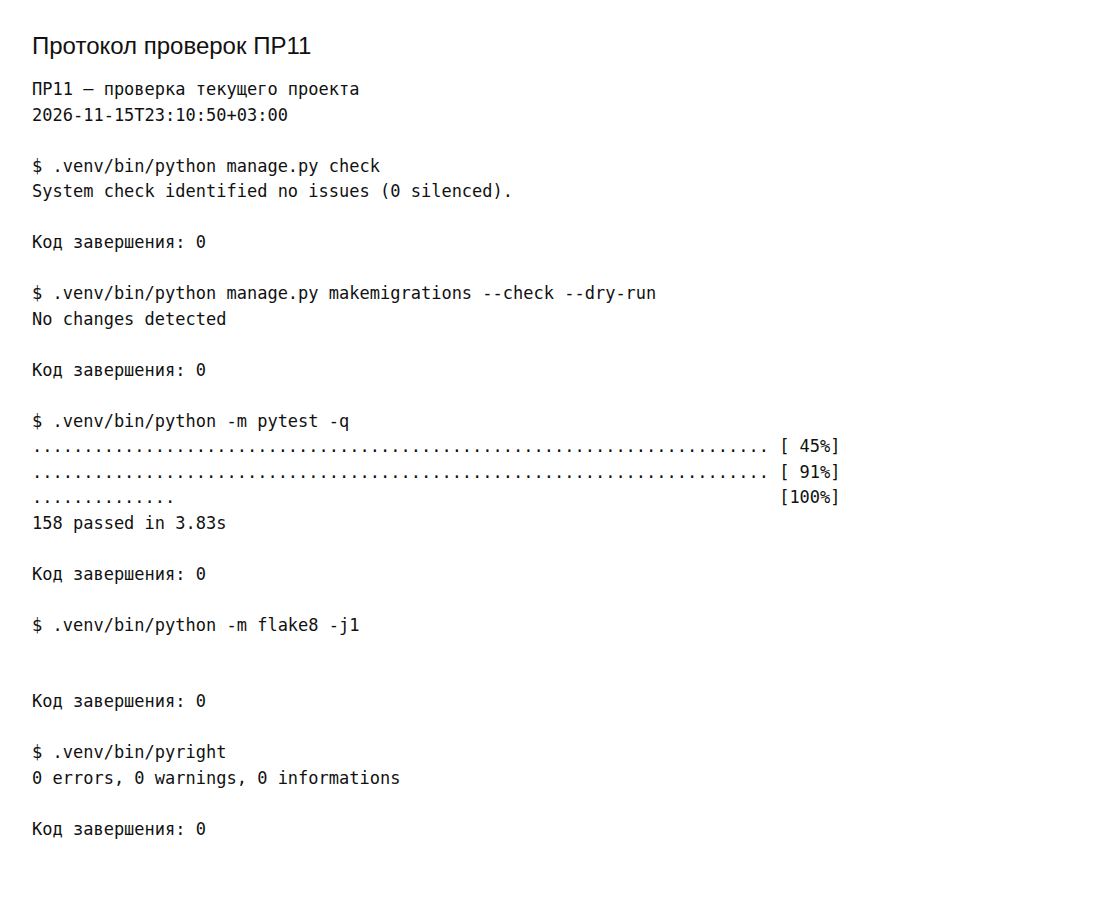 Протокол проверок ПР11
ПР11 — проверка текущего проекта
2026-11-15T23:10:50+03:00
$ .venv/bin/python manage.py check
System check identified no issues (0 silenced).
Код завершения: 0
$ .venv/bin/python manage.py makemigrations --check --dry-run
No changes detected
Код завершения: 0
$ .venv/bin/python -m pytest -q
........................................................................ [ 45%]
........................................................................ [ 91%]
.............. [100%]
158 passed in 3.83s
Код завершения: 0
$ .venv/bin/python -m flake8 -j1
Код завершения: 0
$ .venv/bin/pyright
0 errors, 0 warnings, 0 informations
Код завершения: 0